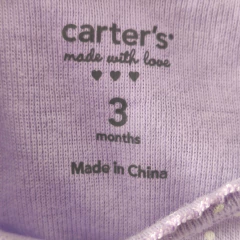 carter's
made with love
♥ ♥ ♥
3
months
Made in China